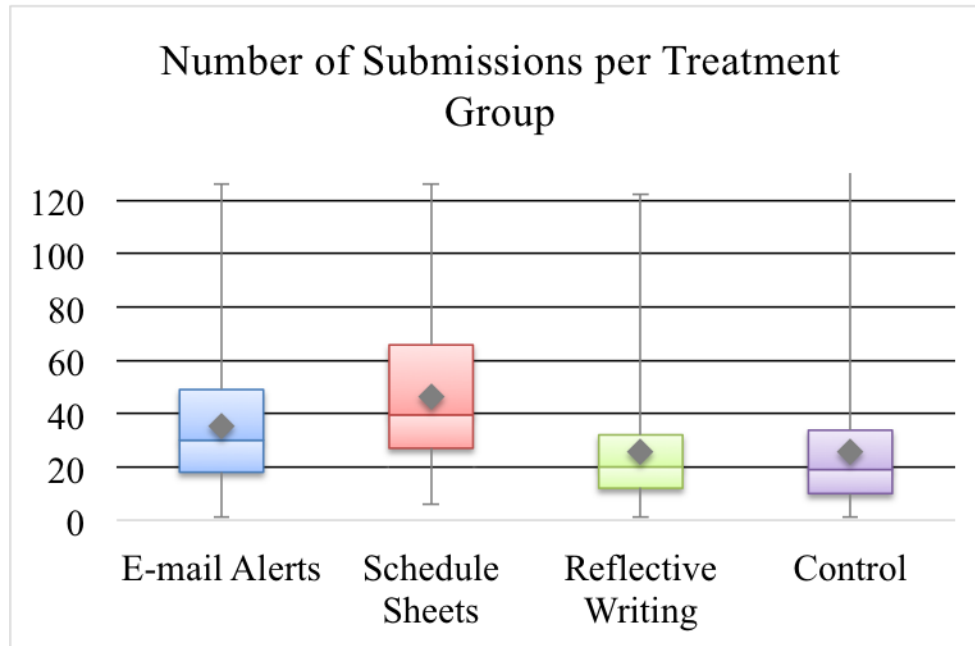 Number of Submissions per Treatment
Group
120
100
80
60
40
20
0
E-mail Alerts
Schedule
Sheets
Reflective
Writing
Control